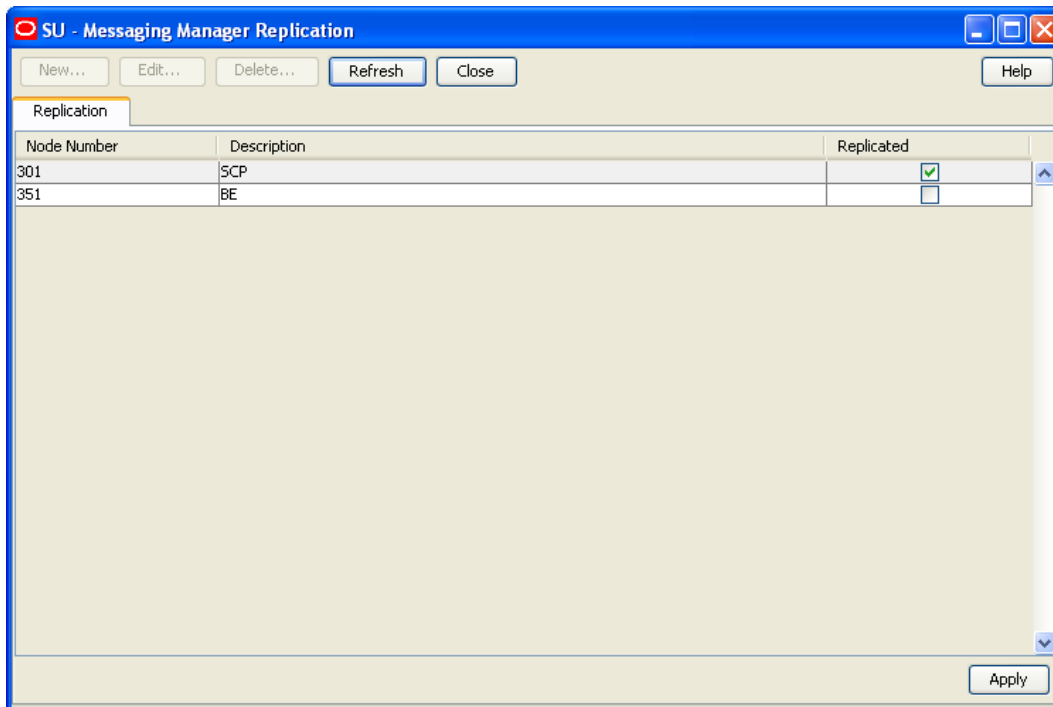 SU - Messaging Manager Replication
New... Edit... Delete... Refresh Close Help
Replication
Node Number Description Replicated
301 SCP
351 BE
Apply